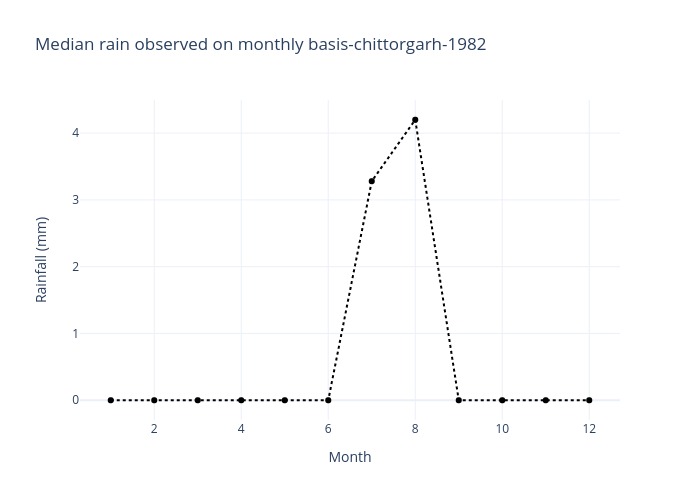 Median rain observed on monthly basis-chittorgarh-1982
4
3
2
1
0
Rainfall (mm)
2 4 6 8 10 12
Month